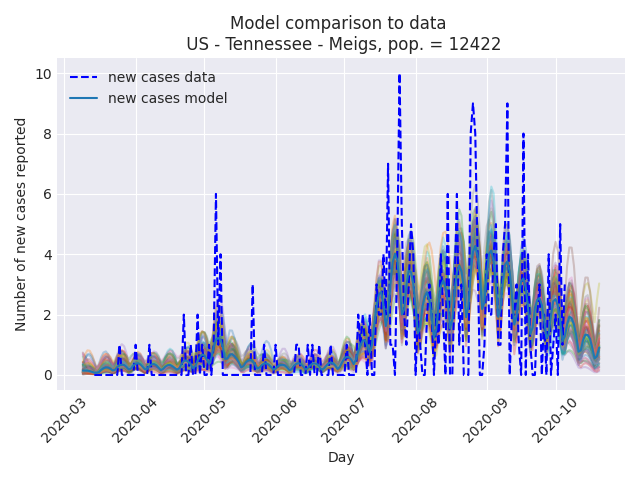 Model comparison to data
US - Tennessee - Meigs, pop. = 12422
new cases data
new cases model
Number of new cases reported
10
8
6
4
2
0
2020-03
2020-04
2020-05
2020-06
2020-07
2020-08
2020-09
2020-10
Day